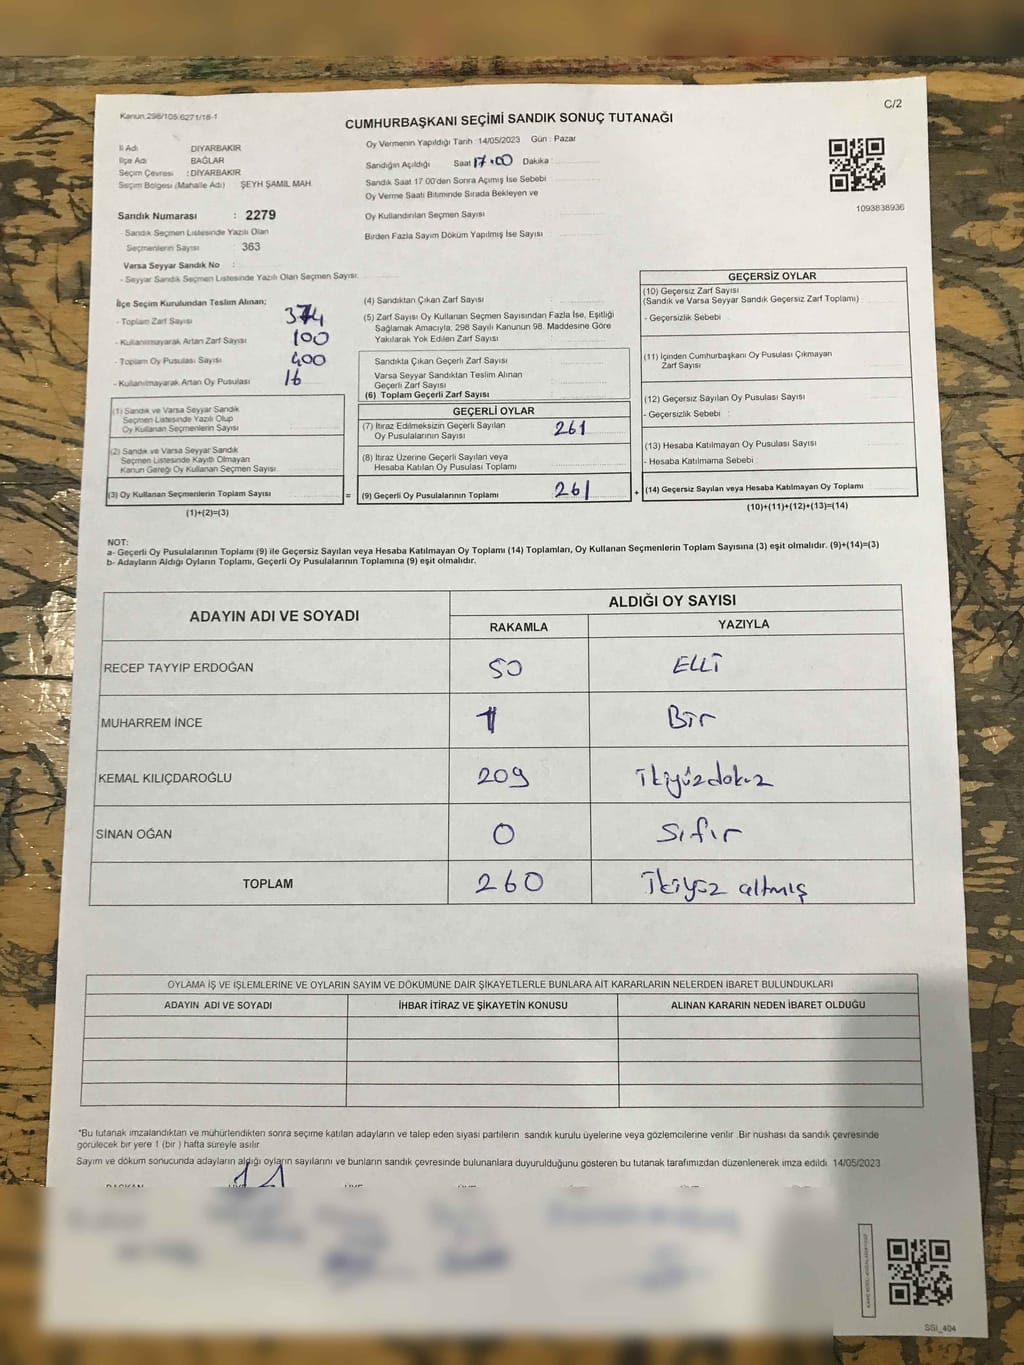 Kanun.298/105.6271/16-1
C/2
CUMHURBAŞKANI SEÇİMİ SANDIK SONUÇ TUTANAĞI
İl Adı DİYARBAKIR
İlçe Adı BAĞLAR
Seçim Çevresi : DİYARBAKIR
Seçim Bölgesi (Mahalle Adı) ŞEYH ŞAMİL MAH
Sandık Numarası : 2279
- Sandık Seçmen Listesinde Yazılı Olan
Seçmenlerin Sayısı 363
Varsa Seyyar Sandık No :
- Seyyar Sandık Seçmen Listesinde Yazılı Olan Seçmen Sayısı:
Oy Vermenin Yapıldığı Tarih : 14/05/2023 Gün : Pazar
Sandığın Açıldığı Saat 17.00 Dakika :
Sandık Saat 17 00'den Sonra Açımış İse Sebebi
Oy Verme Saati Bitiminde Sırada Bekleyen ve
Oy Kullandırılan Seçmen Sayısı
Birden Fazla Sayım Döküm Yapılmış İse Sayısı
1093838936
İlçe Seçim Kurulundan Teslim Alınan;
- Toplam Zarf Sayısı 374
- Kullanılmayarak Artan Zarf Sayısı 100
- Toplam Oy Pusulası Sayısı 400
- Kullanılmayarak Artan Oy Pusulası 16
(1) Sandık ve Varsa Seyyar Sandık
Seçmen Listesinde Yazılı Olup
Oy Kullanan Seçmenlerin Sayısı
(2) Sandık ve Varsa Seyyar Sandık
Seçmen Listesinde Kayıtlı Olmayan
Kanun Gereği Oy Kullanan Seçmen Sayısı
(3) Oy Kullanan Seçmenlerin Toplam Sayısı =
(1)+(2)=(3)
(4) Sandıktan Çıkan Zarf Sayısı
(5) Zarf Sayısı Oy Kullanan Seçmen Sayısından Fazla İse, Eşitliği
Sağlamak Amacıyla, 298 Sayılı Kanunun 98. Maddesine Göre
Yakılarak Yok Edilen Zarf Sayısı
Sandıkta Çıkan Geçerli Zarf Sayısı
Varsa Seyyar Sandıktan Teslim Alınan
Geçerli Zarf Sayısı
(6) Toplam Geçerli Zarf Sayısı
GEÇERLİ OYLAR
(7) İtiraz Edilmeksizin Geçerli Sayılan
Oy Pusulalarının Sayısı 261
(8) İtiraz Üzerine Geçerli Sayılan veya
Hesaba Katılan Oy Pusulası Toplamı
(9) Geçerli Oy Pusulalarının Toplamı 261 +
GEÇERSİZ OYLAR
(10) Geçersiz Zarf Sayısı
(Sandık ve Varsa Seyyar Sandık Geçersiz Zarf Toplamı)
- Geçersizlik Sebebi :
(11) İçinden Cumhurbaşkanı Oy Pusulası Çıkmayan
Zarf Sayısı
(12) Geçersiz Sayılan Oy Pusulası Sayısı
- Geçersizlik Sebebi :
(13) Hesaba Katılmayan Oy Pusulası Sayısı
- Hesaba Katılmama Sebebi :
(14) Geçersiz Sayılan veya Hesaba Katılmayan Oy Toplamı
(10)+(11)+(12)+(13)=(14)
NOT:
a- Geçerli Oy Pusulalarının Toplamı (9) ile Geçersiz Sayılan veya Hesaba Katılmayan Oy Toplamı (14) Toplamları, Oy Kullanan Seçmenlerin Toplam Sayısına (3) eşit olmalıdır. (9)+(14)=(3)
b- Adayların Aldığı Oyların Toplamı, Geçerli Oy Pusulalarının Toplamına (9) eşit olmalıdır.
ADAYIN ADI VE SOYADI ALDIĞI OY SAYISI
RAKAMLA YAZIYLA
RECEP TAYYIP ERDOĞAN 50 ELLİ
MUHARREM İNCE 1 Bir
KEMAL KILIÇDAROĞLU 209 İkiyüzdokuz
SİNAN OĞAN 0 Sıfır
TOPLAM 260 İkiyüz altmış
OYLAMA İŞ VE İŞLEMLERİNE VE OYLARIN SAYIM VE DÖKÜMÜNE DAİR ŞİKAYETLERLE BUNLARA AİT KARARLARIN NELERDEN İBARET BULUNDUKLARI
ADAYIN ADI VE SOYADI İHBAR İTİRAZ VE ŞİKAYETİN KONUSU ALINAN KARARIN NEDEN İBARET OLDUĞU
*Bu tutanak imzalandıktan ve mühürlendikten sonra seçime katılan adayların ve talep eden siyasi partilerin sandık kurulu üyelerine veya gözlemcilerine verilir. Bir nüshası da sandık çevresinde
görülecek bir yere 1 (bir ) hafta süreyle asılır.
Sayım ve döküm sonucunda adayların aldığı oyların sayılarını ve bunların sandık çevresinde bulunanlara duyurulduğunu gösteren bu tutanak tarafımızdan düzenlenerek imza edildi. 14/05/2023
SGI_404